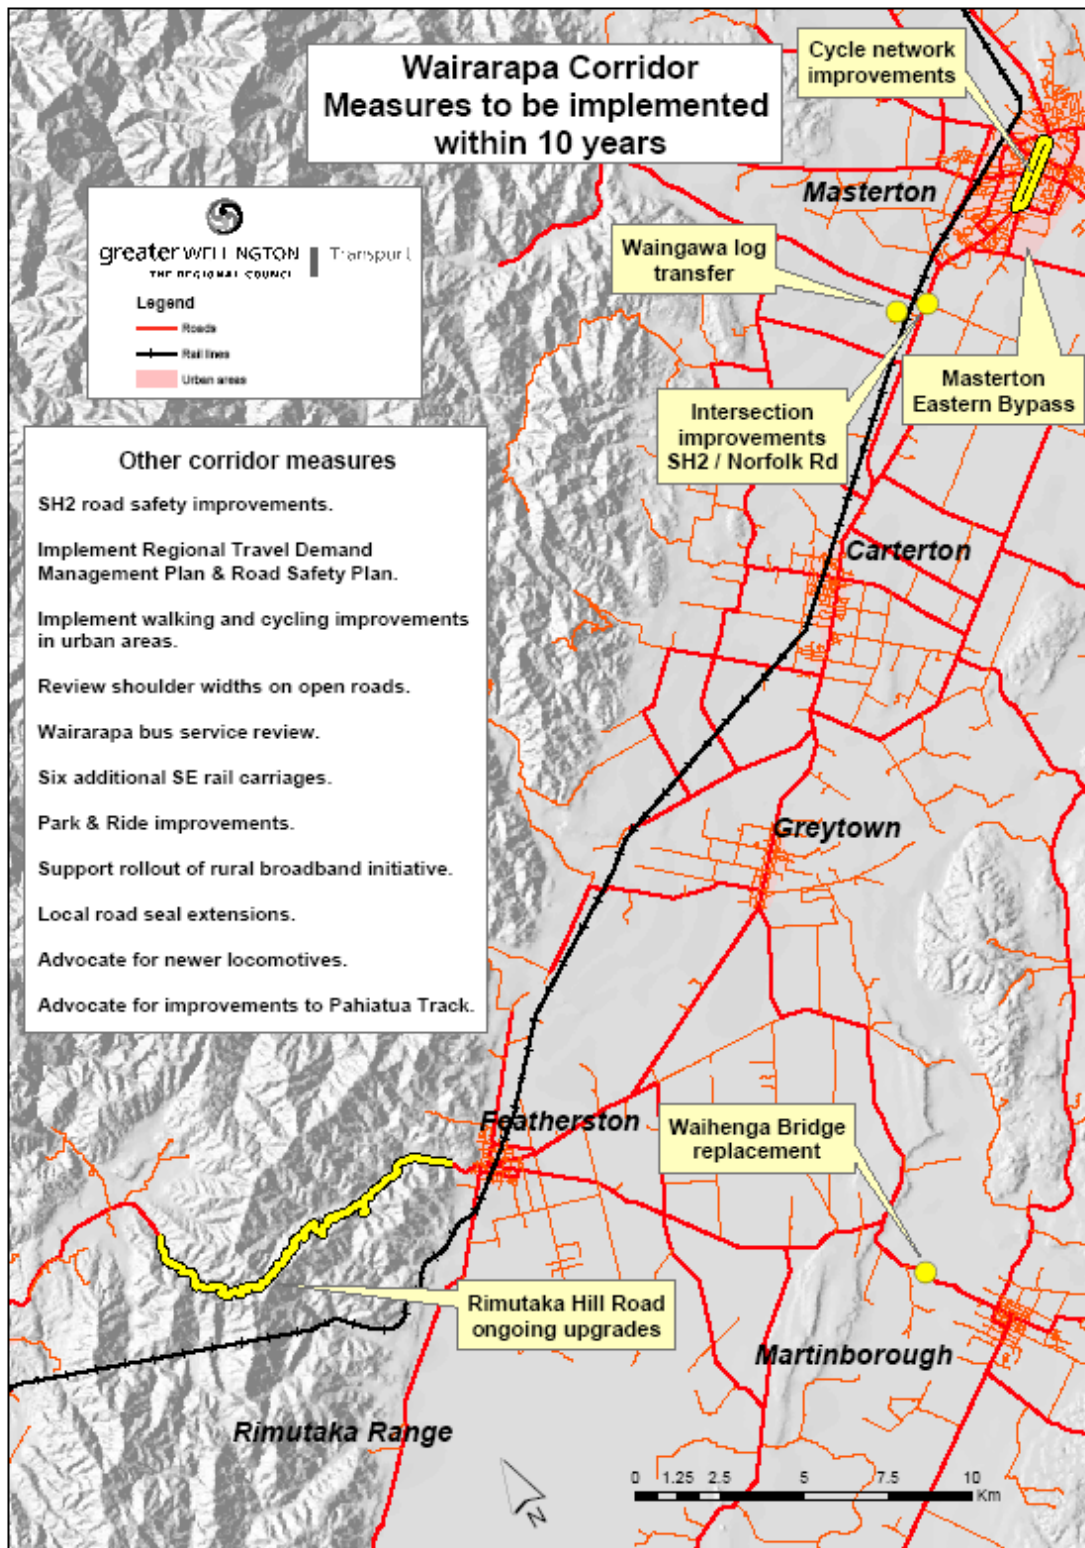 Wairarapa Corridor
Measures to be implemented
within 10 years
Cycle network
improvements
Masterton
greater WELLINGTON
THE REGIONAL COUNCIL
Transport
Legend
Roads
Rail lines
Urban areas
Waingawa log
transfer
Masterton
Eastern Bypass
Intersection
improvements
SH2 / Norfolk Rd
Other corridor measures
SH2 road safety improvements.
Implement Regional Travel Demand
Management Plan & Road Safety Plan.
Implement walking and cycling improvements
in urban areas.
Review shoulder widths on open roads.
Wairarapa bus service review.
Six additional SE rail carriages.
Park & Ride improvements.
Support rollout of rural broadband initiative.
Local road seal extensions.
Advocate for newer locomotives.
Advocate for improvements to Pahiatua Track.
Carterton
Greytown
Featherston
Waihenga Bridge
replacement
Rimutaka Hill Road
ongoing upgrades
Martinborough
Rimutaka Range
N
0 1.25 2.5 5 7.5 10
Km